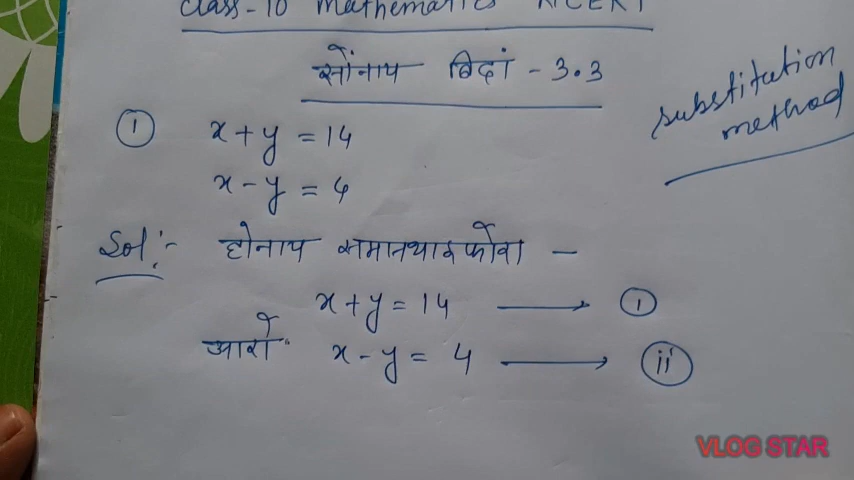 class-10 Mathematics NCERT
सोंनाय बिदां - 3.3
substitution method
① x + y = 14
x - y = 4
Sol:- होनाय समानथाइफोरा —
x + y = 14 ⟶ ①
आरो x - y = 4 ⟶ ⓘⓘ
VLOG STAR